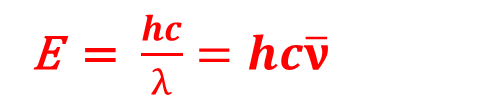 E = hc/λ = hcν̅